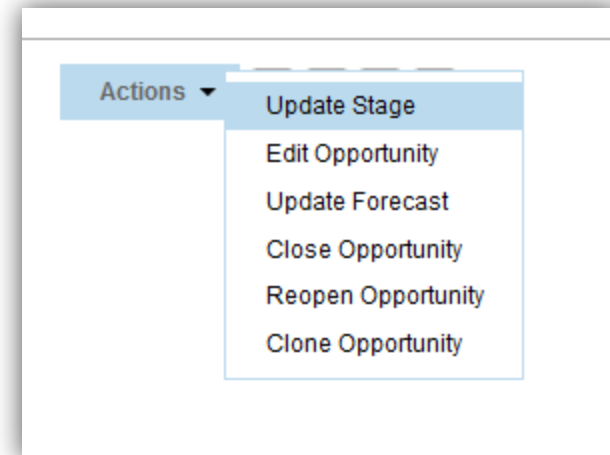 Actions
Update Stage
Edit Opportunity
Update Forecast
Close Opportunity
Reopen Opportunity
Clone Opportunity